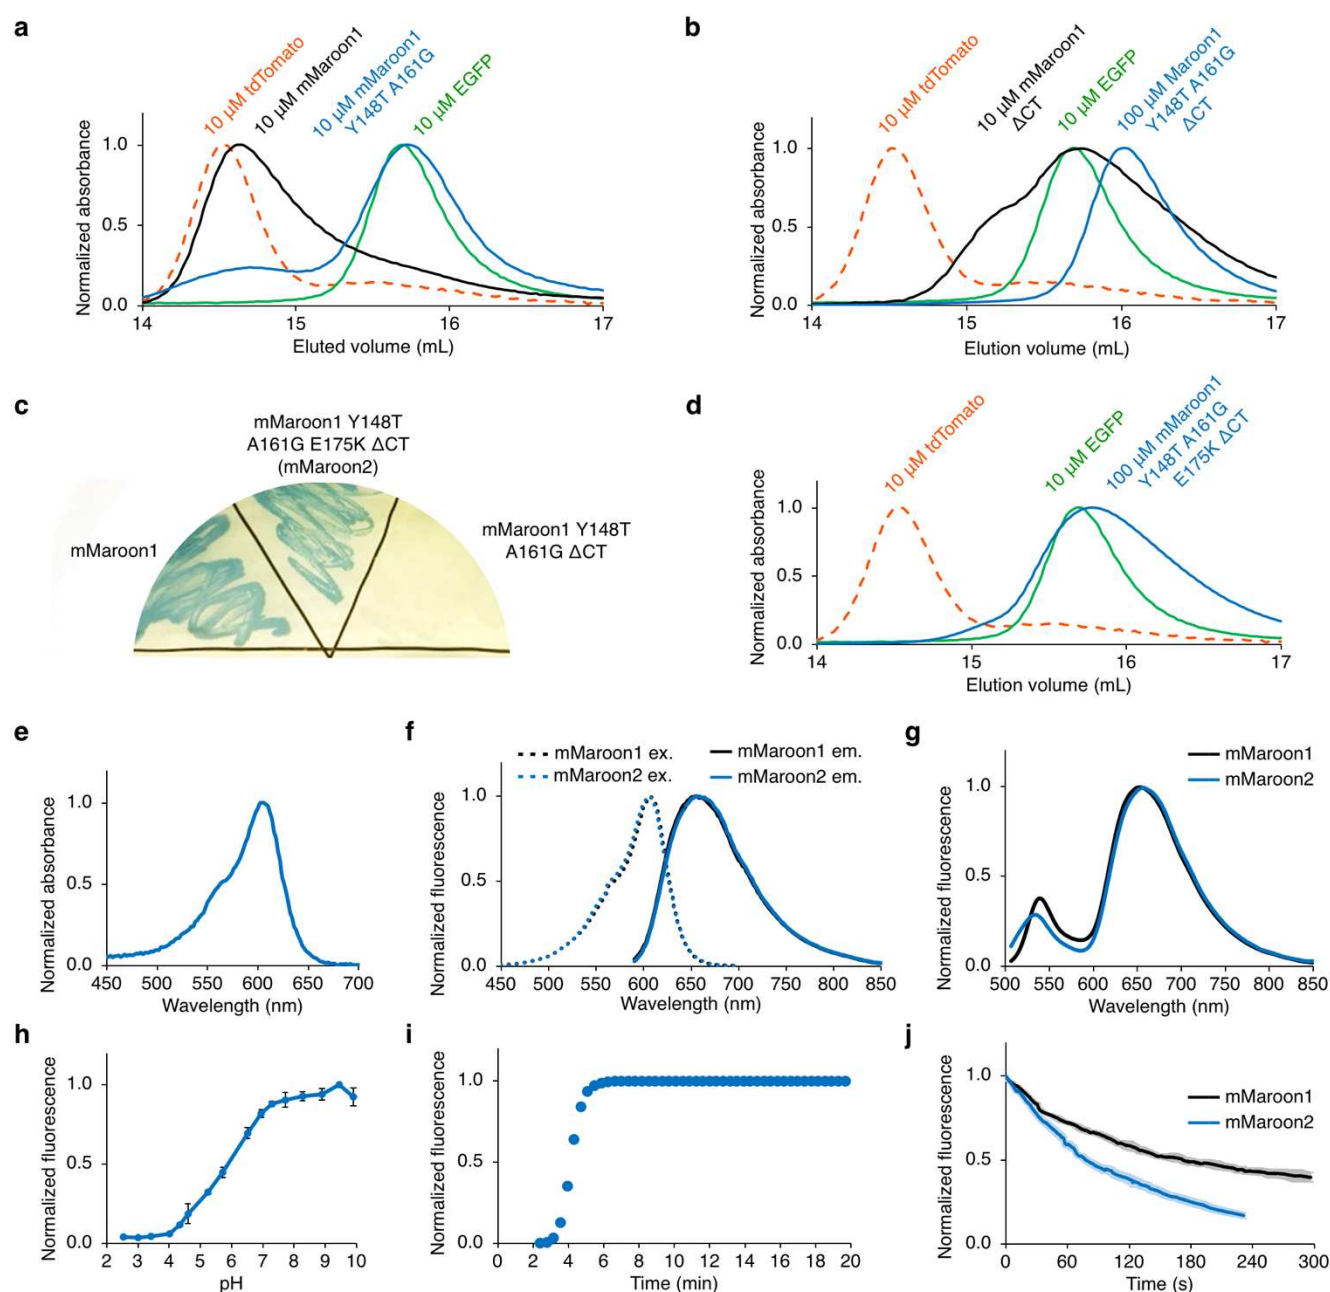 a
10 µM tdTomato
10 µM mMaroon1
10 µM mMaroon1
Y148T A161G
10 µM EGFP
Normalized absorbance
1.0
0.5
0.0
14
15
16
17
Eluted volume (mL)
b
10 µM tdTomato
10 µM mMaroon1
ΔCT
10 µM EGFP
100 µM Maroon1
Y148T A161G
ΔCT
Normalized absorbance
1.0
0.5
0.0
14
15
16
17
Elution volume (mL)
c
mMaroon1 Y148T
A161G E175K ΔCT
(mMaroon2)
mMaroon1
mMaroon1 Y148T
A161G ΔCT
d
10 µM tdTomato
10 µM EGFP
100 µM mMaroon1
Y148T A161G
E175K ΔCT
Normalized absorbance
1.0
0.5
0.0
14
15
16
17
Elution volume (mL)
e
Normalized absorbance
1.0
0.5
0.0
450 500 550 600 650 700
Wavelength (nm)
f
mMaroon1 ex.
mMaroon2 ex.
mMaroon1 em.
mMaroon2 em.
Normalized fluorescence
1.0
0.5
0.0
450 500 550 600 650 700 750 800 850
Wavelength (nm)
g
mMaroon1
mMaroon2
Normalized fluorescence
1.0
0.5
0.0
500 550 600 650 700 750 800 850
Wavelength (nm)
h
Normalized fluorescence
1.0
0.5
0.0
2 3 4 5 6 7 8 9 10
pH
i
Normalized fluorescence
1.0
0.5
0.0
0 2 4 6 8 10 12 14 16 18 20
Time (min)
j
mMaroon1
mMaroon2
Normalized fluorescence
1.0
0.5
0.0
0 60 120 180 240 300
Time (s)